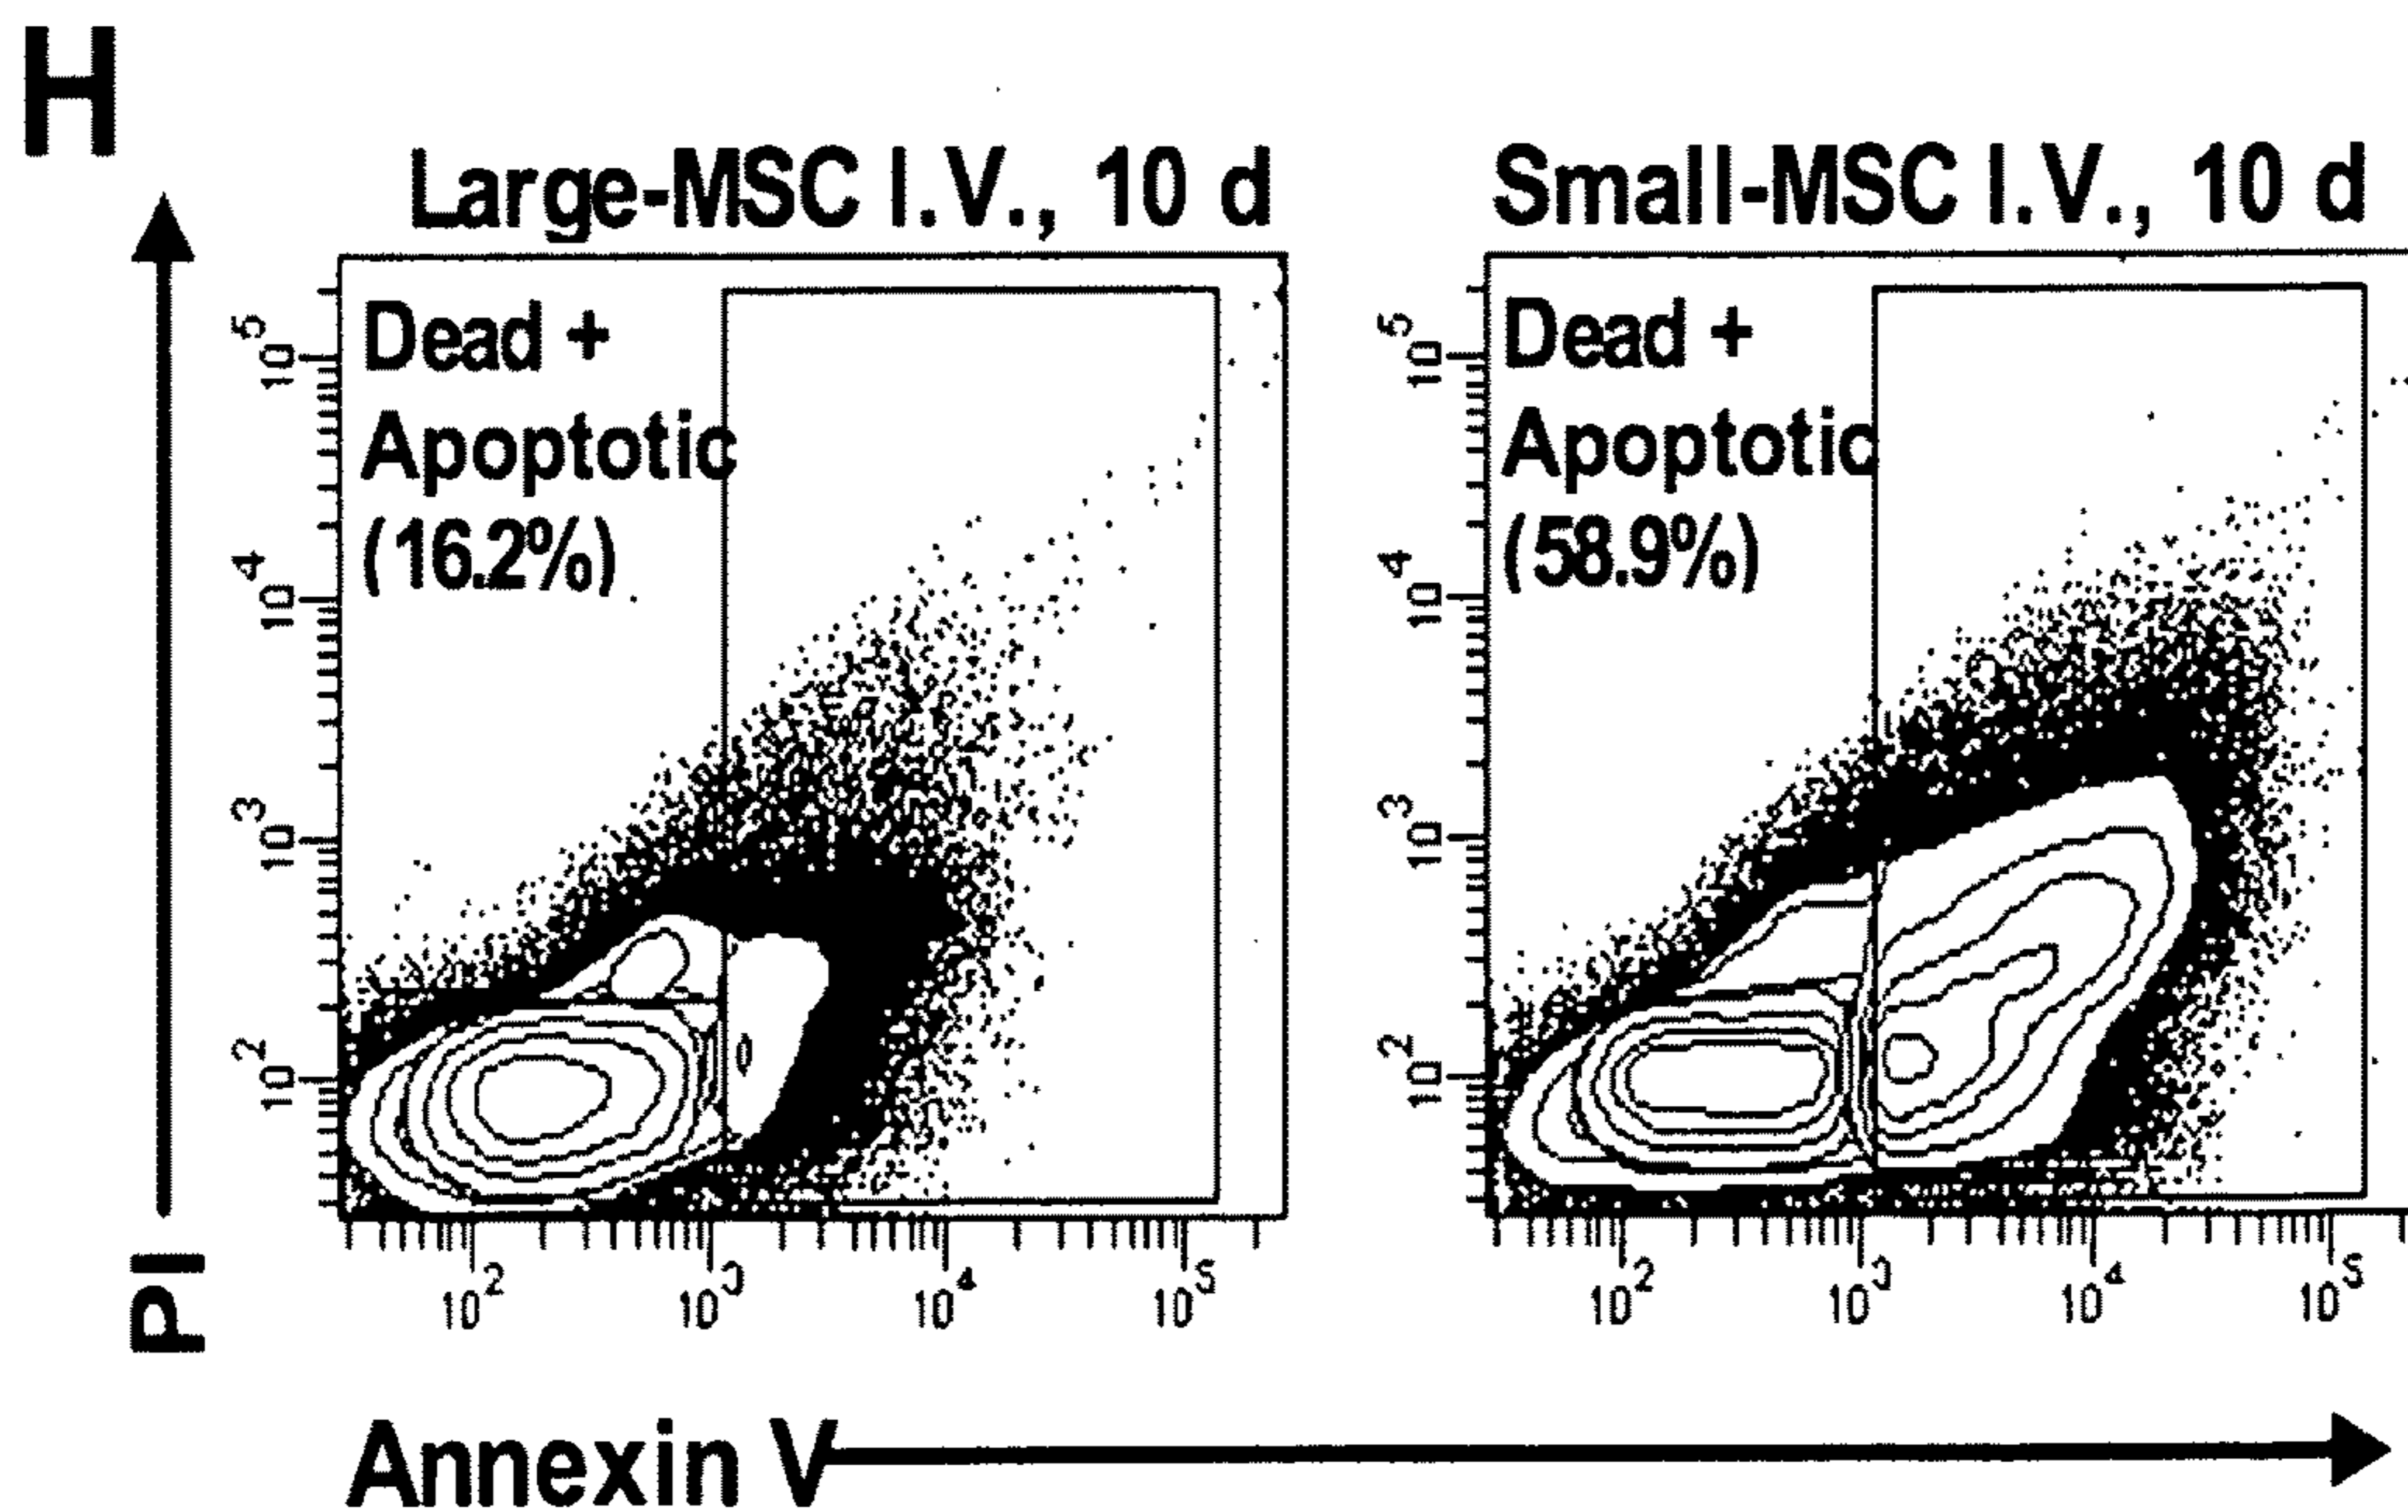 H
Large-MSC I.V., 10 d
Small-MSC I.V., 10 d
Dead +
Apoptotic
(16.2%)
Dead +
Apoptotic
(58.9%)
10^5
10^4
10^3
10^2
10^5
10^4
10^3
10^2
10^2
10^3
10^4
10^5
10^2
10^3
10^4
10^5
PI
Annexin V